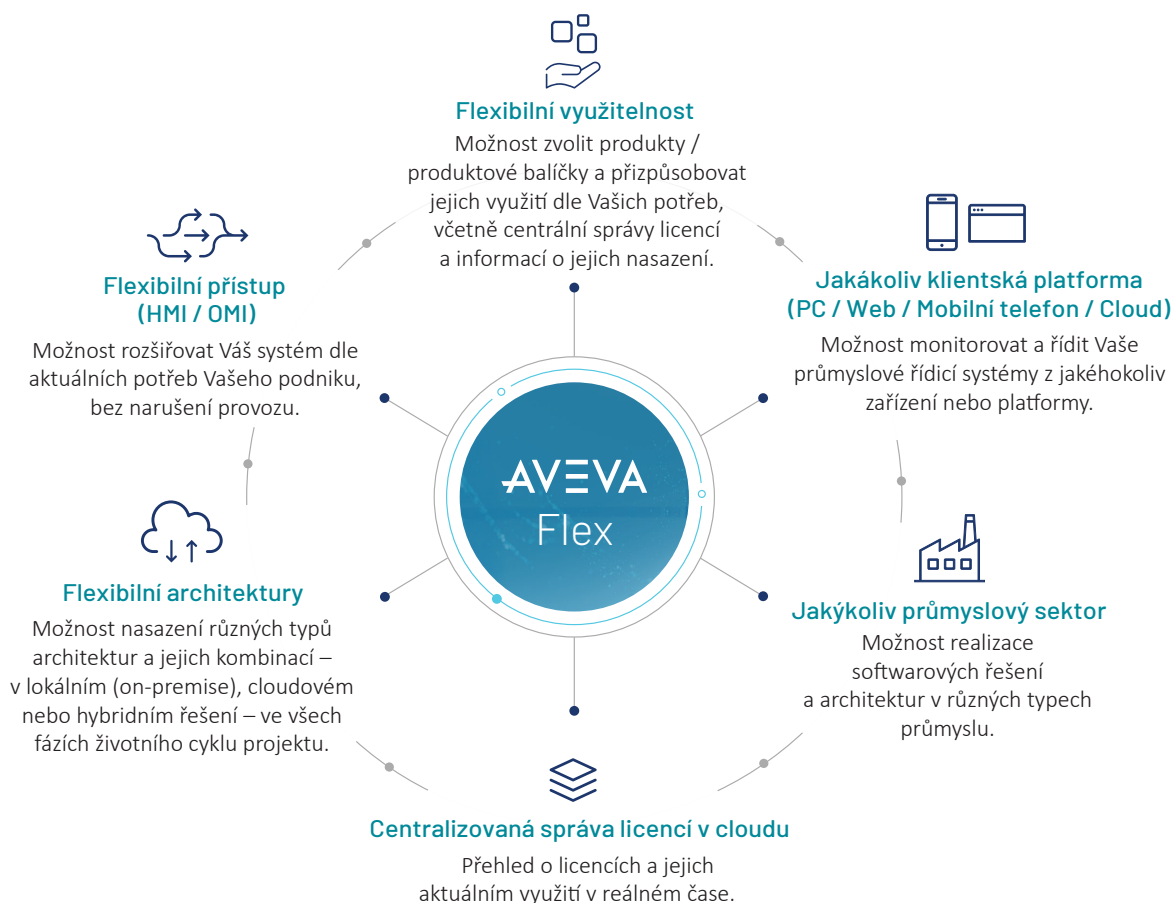 Flexibilní využitelnost
Možnost zvolit produkty /
produktové balíčky a přizpůsobovat
jejich využití dle Vašich potřeb,
včetně centrální správy licencí
a informací o jejich nasazení.
Flexibilní přístup
(HMI / OMI)
Možnost rozšiřovat Váš systém dle
aktuálních potřeb Vašeho podniku,
bez narušení provozu.
Jakákoliv klientská platforma
(PC / Web / Mobilní telefon / Cloud)
Možnost monitorovat a řídit Vaše
průmyslové řídicí systémy z jakéhokoliv
zařízení nebo platformy.
AVEVA
Flex
Flexibilní architektury
Možnost nasazení různých typů
architektur a jejich kombinací –
v lokálním (on-premise), cloudovém
nebo hybridním řešení – ve všech
fázích životního cyklu projektu.
Jakýkoliv průmyslový sektor
Možnost realizace
softwarových řešení
a architektur v různých typech
průmyslu.
Centralizovaná správa licencí v cloudu
Přehled o licencích a jejich
aktuálním využití v reálném čase.